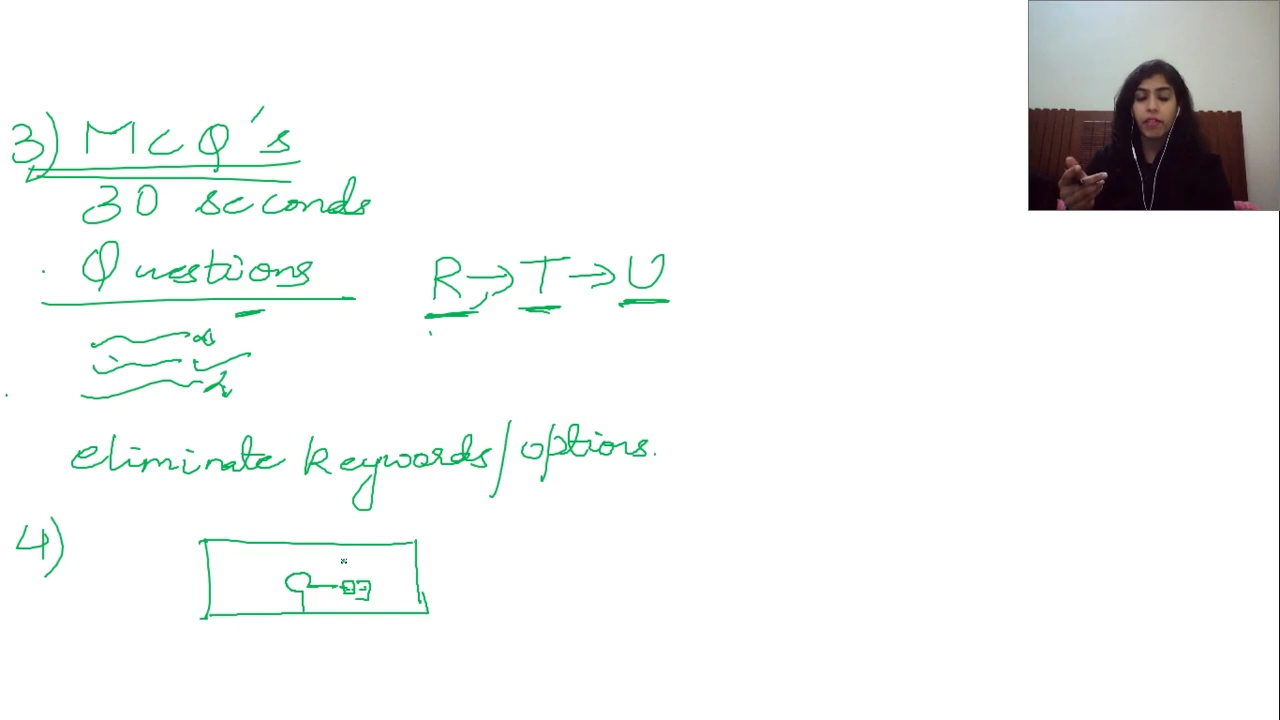 3) McQ's
30 seconds
Questions
R → T → U
eliminate keywords/options.
4)